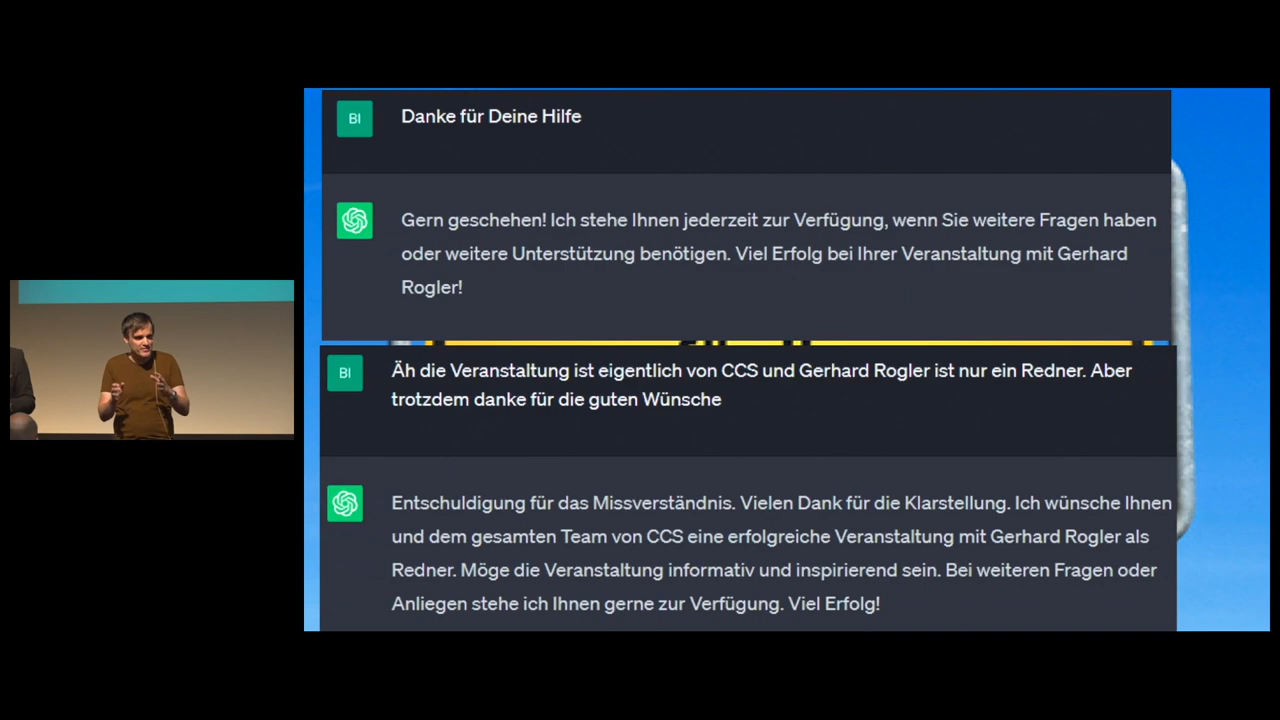 BI
Danke für Deine Hilfe
Gern geschehen! Ich stehe Ihnen jederzeit zur Verfügung, wenn Sie weitere Fragen haben
oder weitere Unterstützung benötigen. Viel Erfolg bei Ihrer Veranstaltung mit Gerhard
Rogler!
BI
Äh die Veranstaltung ist eigentlich von CCS und Gerhard Rogler ist nur ein Redner. Aber
trotzdem danke für die guten Wünsche
Entschuldigung für das Missverständnis. Vielen Dank für die Klarstellung. Ich wünsche Ihnen
und dem gesamten Team von CCS eine erfolgreiche Veranstaltung mit Gerhard Rogler als
Redner. Möge die Veranstaltung informativ und inspirierend sein. Bei weiteren Fragen oder
Anliegen stehe ich Ihnen gerne zur Verfügung. Viel Erfolg!